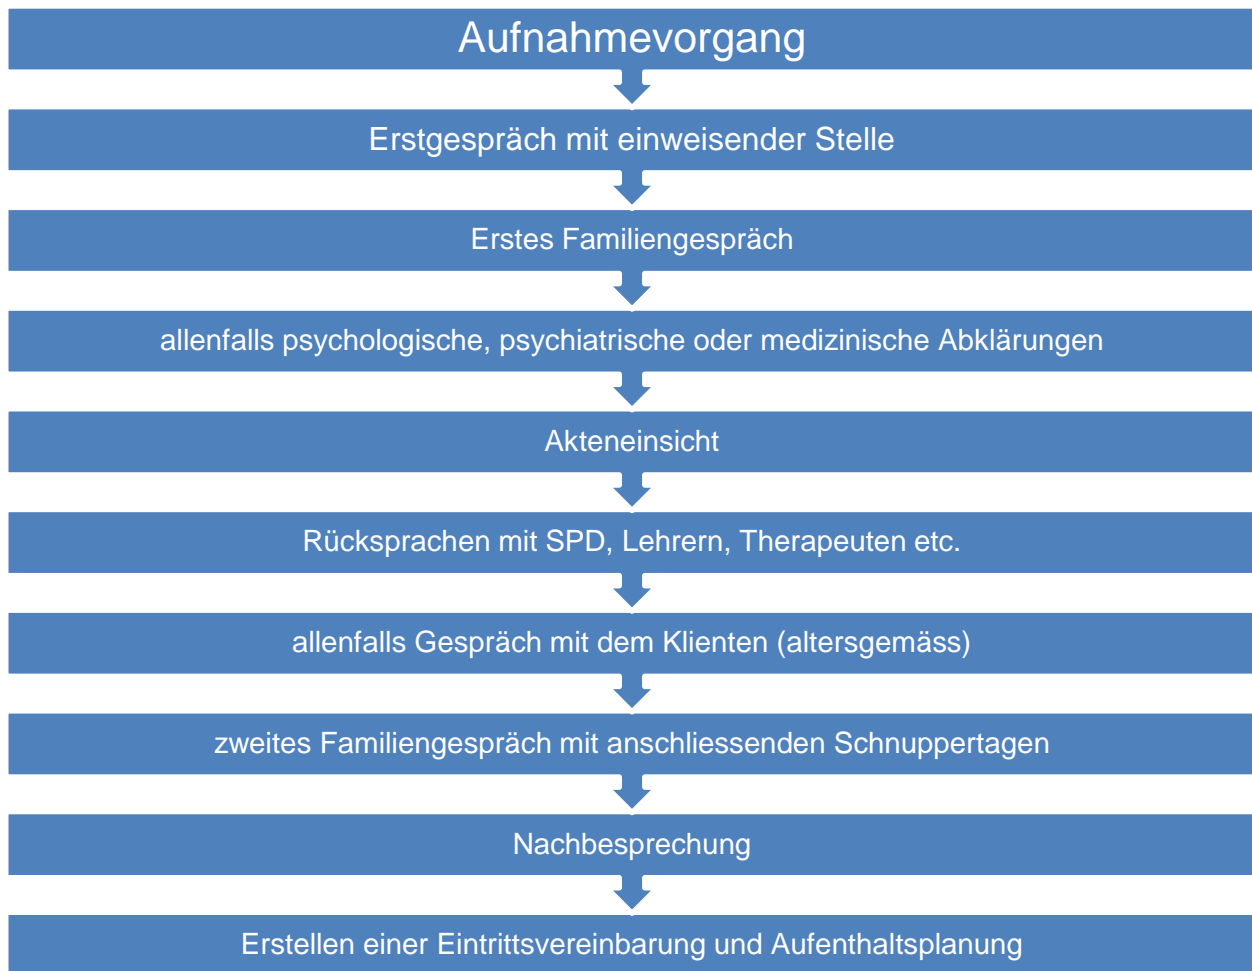 Aufnahmevorgang
Erstgespräch mit einweisender Stelle
Erstes Familiengespräch
allenfalls psychologische, psychiatrische oder medizinische Abklärungen
Akteneinsicht
Rücksprachen mit SPD, Lehrern, Therapeuten etc.
allenfalls Gespräch mit dem Klienten (altersgemäss)
zweites Familiengespräch mit anschliessenden Schnuppertagen
Nachbesprechung
Erstellen einer Eintrittsvereinbarung und Aufenthaltsplanung